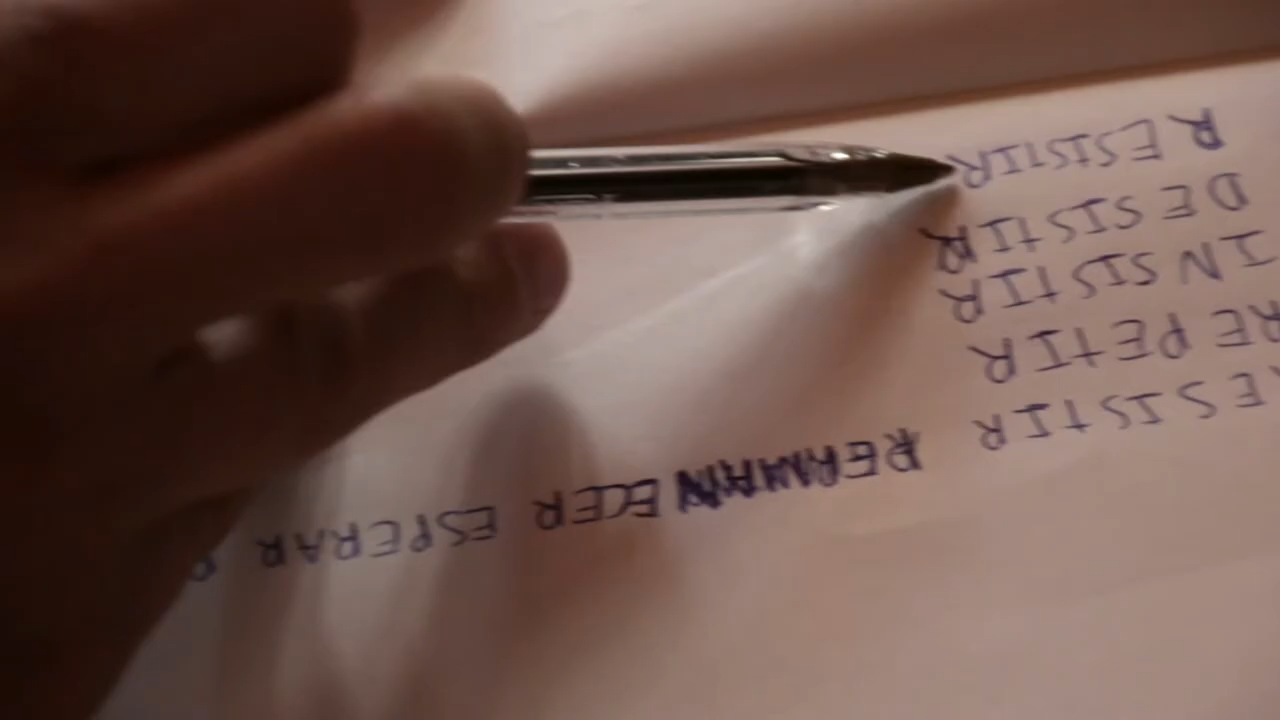 ESISTIR PERMANECER ESPERAR
REPETIR
INSISTIR
DESISTIR
RESISTIR